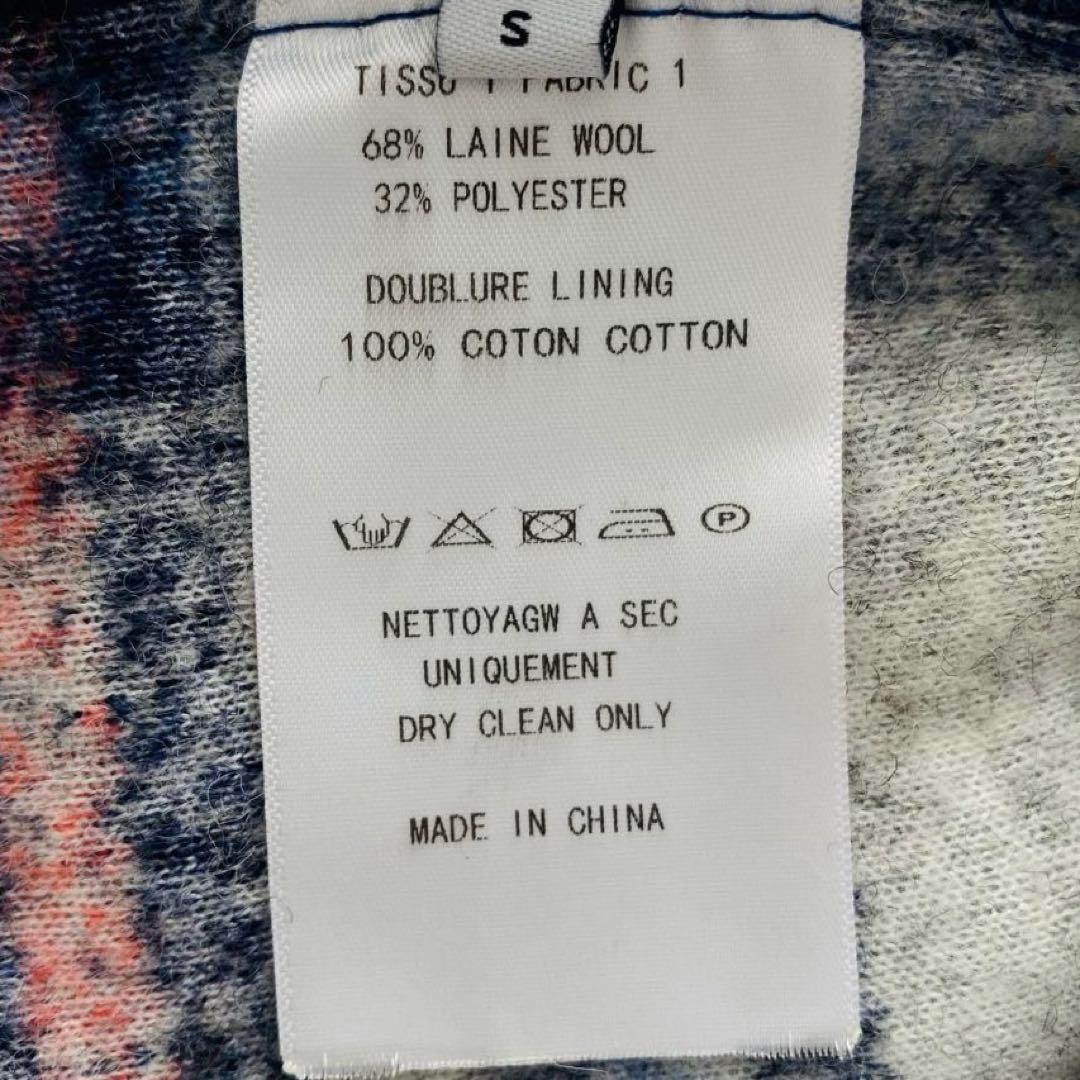 S
TISSU 1 FABRIC 1
68% LAINE WOOL
32% POLYESTER
DOUBLURE LINING
100% COTON COTTON
P
NETTOYAGW A SEC
UNIQUEMENT
DRY CLEAN ONLY
MADE IN CHINA